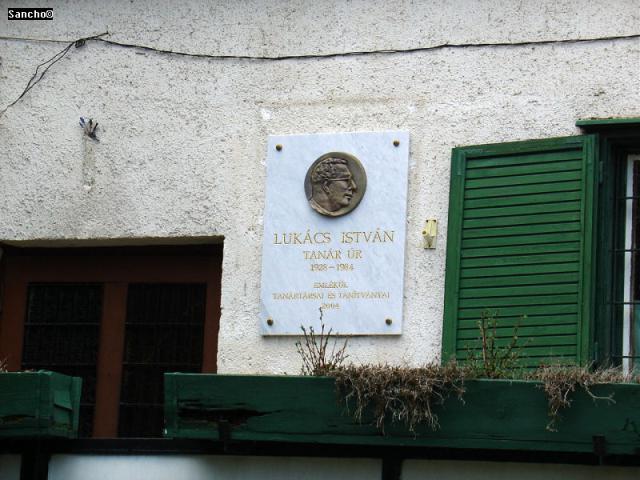 Sancho©
LUKÁCS ISTVÁN
TANÁR ÚR
1928-1984
EMLÉKÜL
TANÁRTÁRSAI ÉS TANÍTVÁNYAI
2004